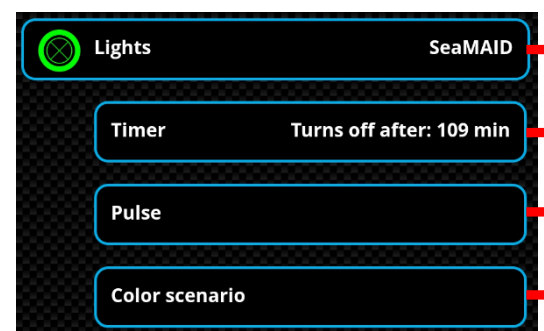 Lights SeaMAID
Timer Turns off after: 109 min
Pulse
Color scenario